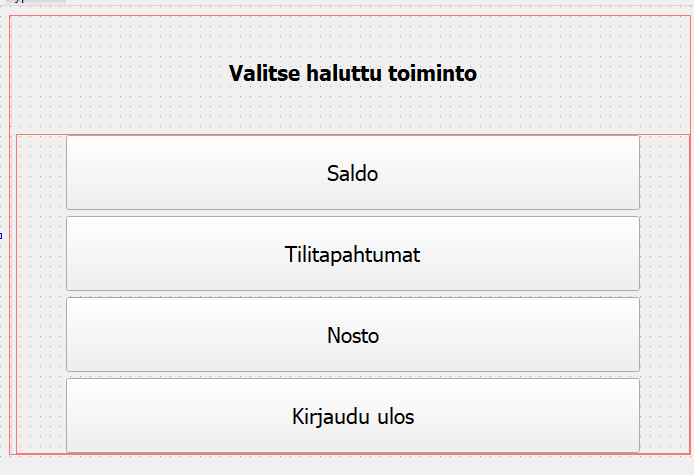 Valitse haluttu toiminto
Saldo
Tilitapahtumat
Nosto
Kirjaudu ulos